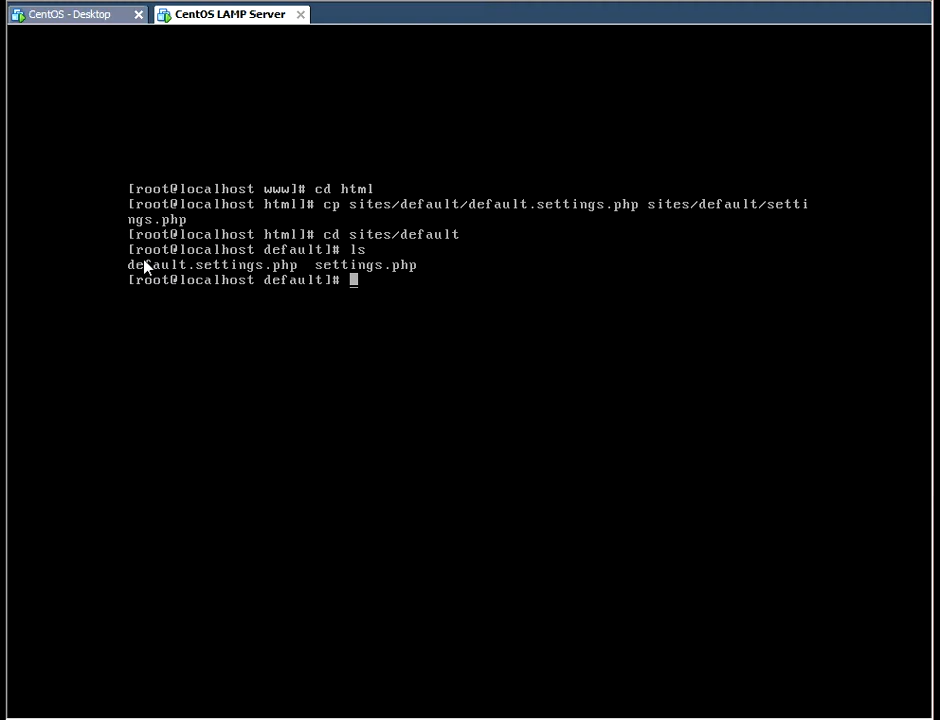 CentOS - Desktop
CentOS LAMP Server
[root@localhost www]# cd html
[root@localhost html]# cp sites/default/default.settings.php sites/default/setti
ngs.php
[root@localhost html]# cd sites/default
[root@localhost default]# ls
default.settings.php  settings.php
[root@localhost default]#